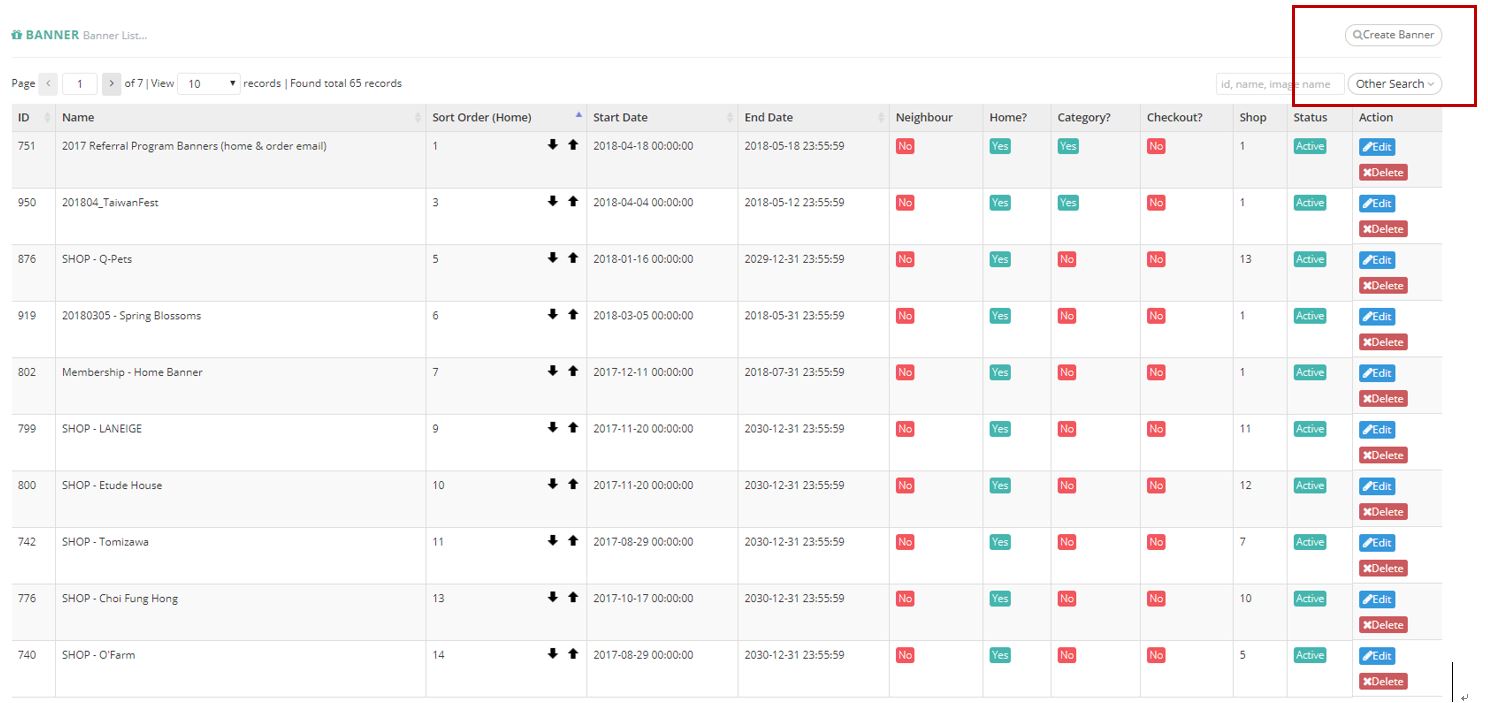 BANNER Banner List...
Create Banner
Page 1 of 7 | View 10 records | Found total 65 records
id, name, image name Other Search
ID Name Sort Order (Home) Start Date End Date Neighbour Home? Category? Checkout? Shop Status Action
751 2017 Referral Program Banners (home & order email) 1 2018-04-18 00:00:00 2018-05-18 23:55:59 No Yes Yes No 1 Active Edit
Delete
950 201804_TaiwanFest 3 2018-04-04 00:00:00 2018-05-12 23:55:59 No Yes Yes No 1 Active Edit
Delete
876 SHOP - Q-Pets 5 2018-01-16 00:00:00 2029-12-31 23:55:59 No Yes No No 13 Active Edit
Delete
919 20180305 - Spring Blossoms 6 2018-03-05 00:00:00 2018-05-31 23:55:59 No Yes No No 1 Active Edit
Delete
802 Membership - Home Banner 7 2017-12-11 00:00:00 2018-07-31 23:55:59 No Yes No No 1 Active Edit
Delete
799 SHOP - LANEIGE 9 2017-11-20 00:00:00 2030-12-31 23:55:59 No Yes No No 11 Active Edit
Delete
800 SHOP - Etude House 10 2017-11-20 00:00:00 2030-12-31 23:55:59 No Yes No No 12 Active Edit
Delete
742 SHOP - Tomizawa 11 2017-08-29 00:00:00 2030-12-31 23:55:59 No Yes No No 7 Active Edit
Delete
776 SHOP - Choi Fung Hong 13 2017-10-17 00:00:00 2030-12-31 23:55:59 No Yes No No 10 Active Edit
Delete
740 SHOP - O'Farm 14 2017-08-29 00:00:00 2030-12-31 23:55:59 No Yes No No 5 Active Edit
Delete